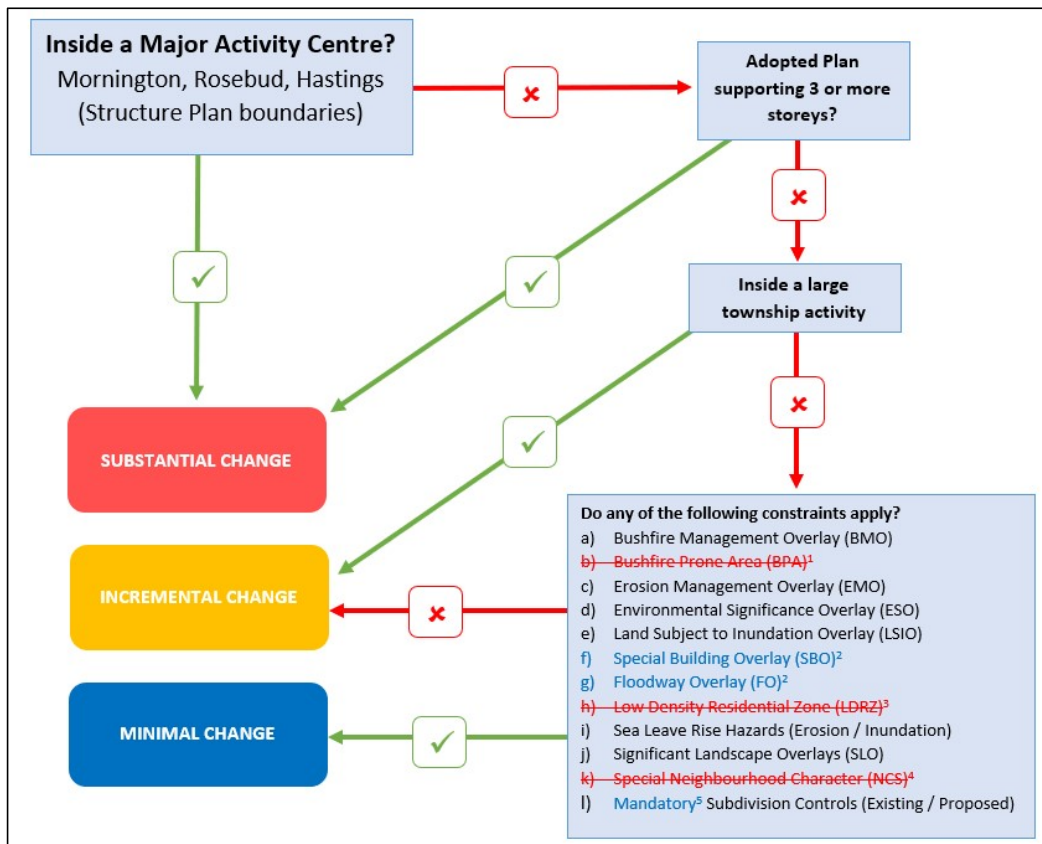 Inside a Major Activity Centre?
Mornington, Rosebud, Hastings
(Structure Plan boundaries)
Adopted Plan
supporting 3 or more
storeys?
Inside a large
township activity
SUBSTANTIAL CHANGE
INCREMENTAL CHANGE
MINIMAL CHANGE
Do any of the following constraints apply?
a) Bushfire Management Overlay (BMO)
b) Bushfire Prone Area (BPA)¹
c) Erosion Management Overlay (EMO)
d) Environmental Significance Overlay (ESO)
e) Land Subject to Inundation Overlay (LSIO)
f) Special Building Overlay (SBO)²
g) Floodway Overlay (FO)²
h) Low Density Residential Zone (LDRZ)³
i) Sea Leave Rise Hazards (Erosion / Inundation)
j) Significant Landscape Overlays (SLO)
k) Special Neighbourhood Character (NCS)⁴
l) Mandatory⁵ Subdivision Controls (Existing / Proposed)